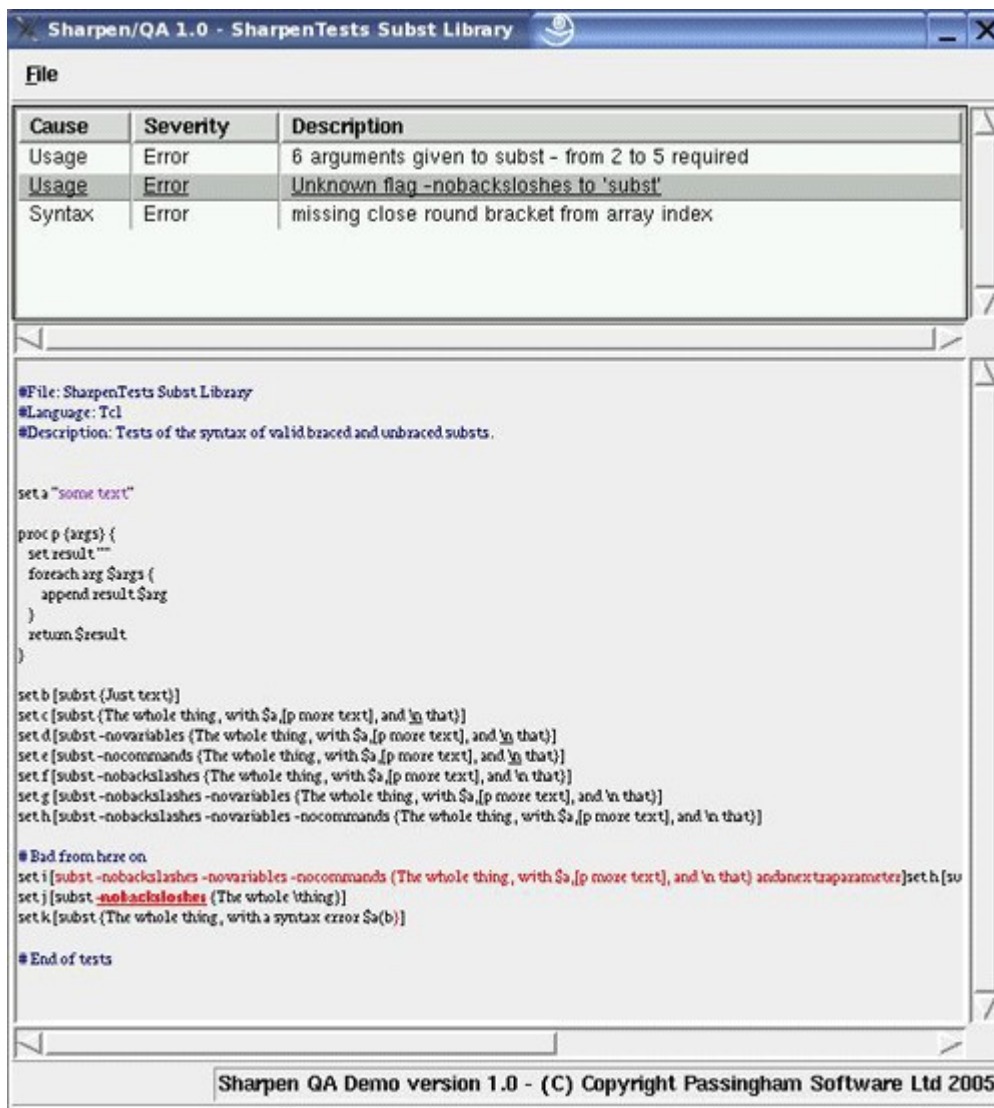 Sharpen/QA 1.0 - SharpenTests Subst Library
File
Cause Severity Description
Usage Error 6 arguments given to subst - from 2 to 5 required
Usage Error Unknown flag -nobacksloshes to 'subst'
Syntax Error missing close round bracket from array index
#File: SharpenTests Subst Library
#Language: Tcl
#Description: Tests of the syntax of valid braced and unbraced substs.
set a "some text"
proc p {args} {
set result ""
foreach arg $args {
append result $arg
}
return $result
}
set b [subst {Just text}]
set c [subst {The whole thing, with $a,[p more text], and \n that}]
set d [subst -novariables {The whole thing, with $a,[p more text], and \n that}]
set e [subst -nocommands {The whole thing, with $a,[p more text], and \n that}]
set f [subst -nobackslashes {The whole thing, with $a,[p more text], and \n that}]
set g [subst -nobackslashes -novariables {The whole thing, with $a,[p more text], and \n that}]
set h [subst -nobackslashes -novariables -nocommands {The whole thing, with $a,[p more text], and \n that}]
# Bad from here on
set i [subst -nobackslashes -novariables -nocommands {The whole thing, with $a,[p more text], and \n that} andanextraparameter]set h [su
set j [subst -nobacksloshes {The whole \thing}]
set k [subst {The whole thing, with a syntax error $a(b}]
# End of tests
Sharpen QA Demo version 1.0 - (C) Copyright Passingham Software Ltd 2005